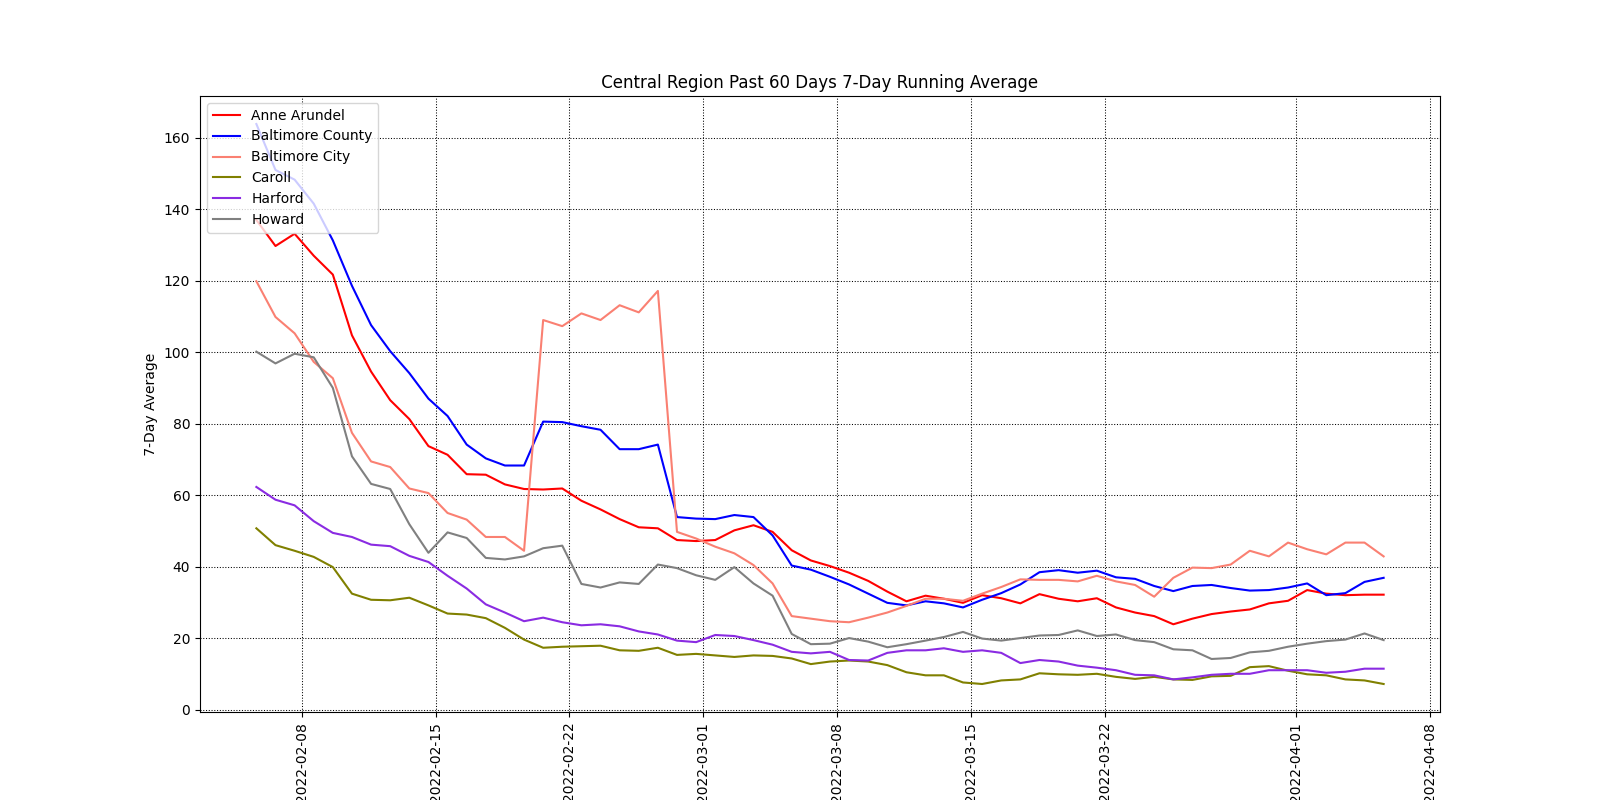 Central Region Past 60 Days 7-Day Running Average
Anne Arundel
Baltimore County
Baltimore City
Caroll
Harford
Howard
7-Day Average
160
140
120
100
80
60
40
20
0
2022-02-08
2022-02-15
2022-02-22
2022-03-01
2022-03-08
2022-03-15
2022-03-22
2022-04-01
2022-04-08